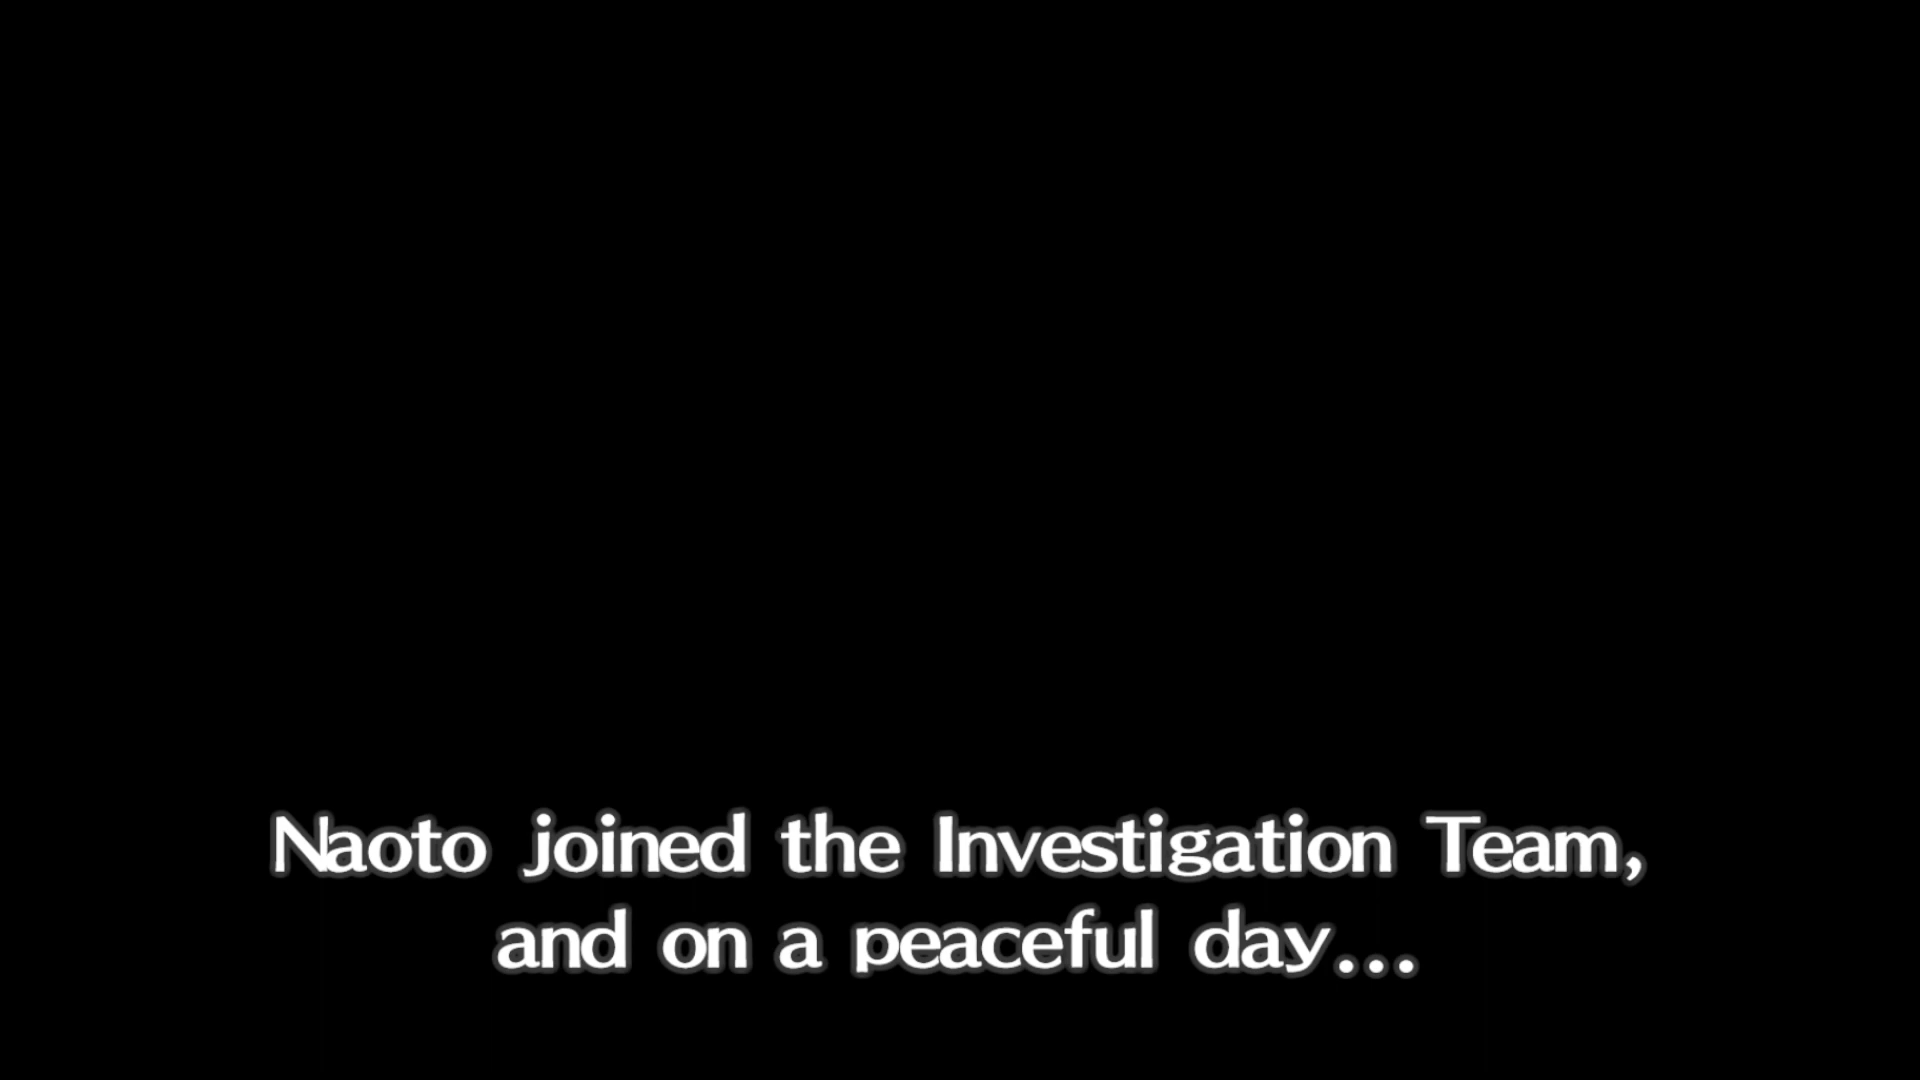 Naoto joined the Investigation Team,
and on a peaceful day...